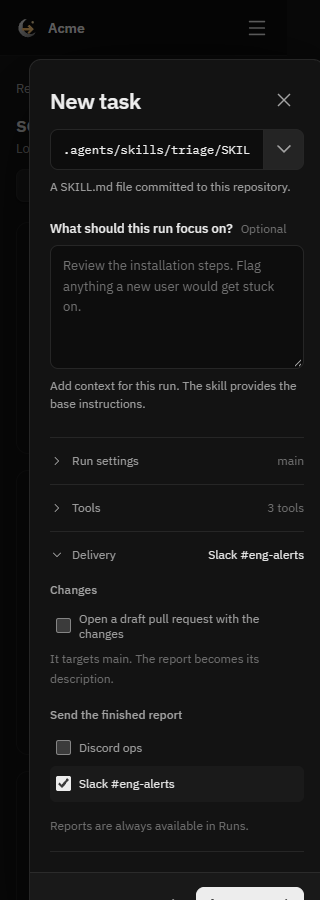 Acme
New task
.agents/skills/triage/SKIL
A SKILL.md file committed to this repository.
What should this run focus on? Optional
Review the installation steps. Flag
anything a new user would get stuck
on.
Add context for this run. The skill provides the
base instructions.
Run settings main
Tools 3 tools
Delivery Slack #eng-alerts
Changes
Open a draft pull request with the
changes
It targets main. The report becomes its
description.
Send the finished report
Discord ops
Slack #eng-alerts
Reports are always available in Runs.